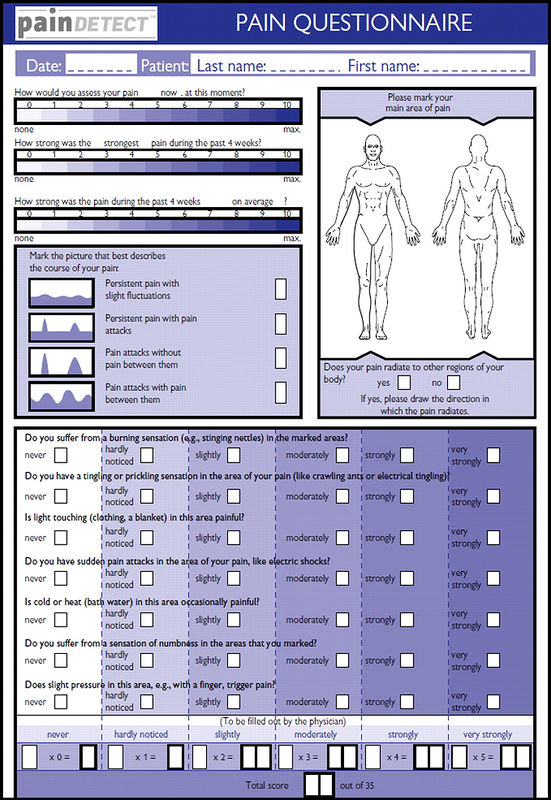 painDETECT™ PAIN QUESTIONNAIRE
Date: _ _ _ _ _ _ _ Patient: Last name: _ _ _ _ _ _ _ First name: _ _ _ _ _ _ _ _ _ _
How would you assess your pain now . at this moment?
0 1 2 3 4 5 6 7 8 9 10
none max.
How strong was the strongest pain during the past 4 weeks?
0 1 2 3 4 5 6 7 8 9 10
none max.
How strong was the pain during the past 4 weeks on average ?
0 1 2 3 4 5 6 7 8 9 10
none max.
Mark the picture that best describes
the course of your pain:
Persistent pain with
slight fluctuations
Persistent pain with pain
attacks
Pain attacks without
pain between them
Pain attacks with pain
between them
Please mark your
main area of pain
Does your pain radiate to other regions of your
body? yes no
If yes, please draw the direction in
which the pain radiates.
Do you suffer from a burning sensation (e.g., stinging nettles) in the marked areas?
never hardly noticed slightly moderately strongly very strongly
Do you have a tingling or prickling sensation in the area of your pain (like crawling ants or electrical tingling)?
never hardly noticed slightly moderately strongly very strongly
Is light touching (clothing, a blanket) in this area painful?
never hardly noticed slightly moderately strongly very strongly
Do you have sudden pain attacks in the area of your pain, like electric shocks?
never hardly noticed slightly moderately strongly very strongly
Is cold or heat (bath water) in this area occasionally painful?
never hardly noticed slightly moderately strongly very strongly
Do you suffer from a sensation of numbness in the areas that you marked?
never hardly noticed slightly moderately strongly very strongly
Does slight pressure in this area, e.g., with a finger, trigger pain?
never hardly noticed slightly moderately strongly very strongly
(To be filled out by the physician)
never hardly noticed slightly moderately strongly very strongly
x 0 = x 1 = x 2 = x 3 = x 4 = x 5 =
Total score out of 35